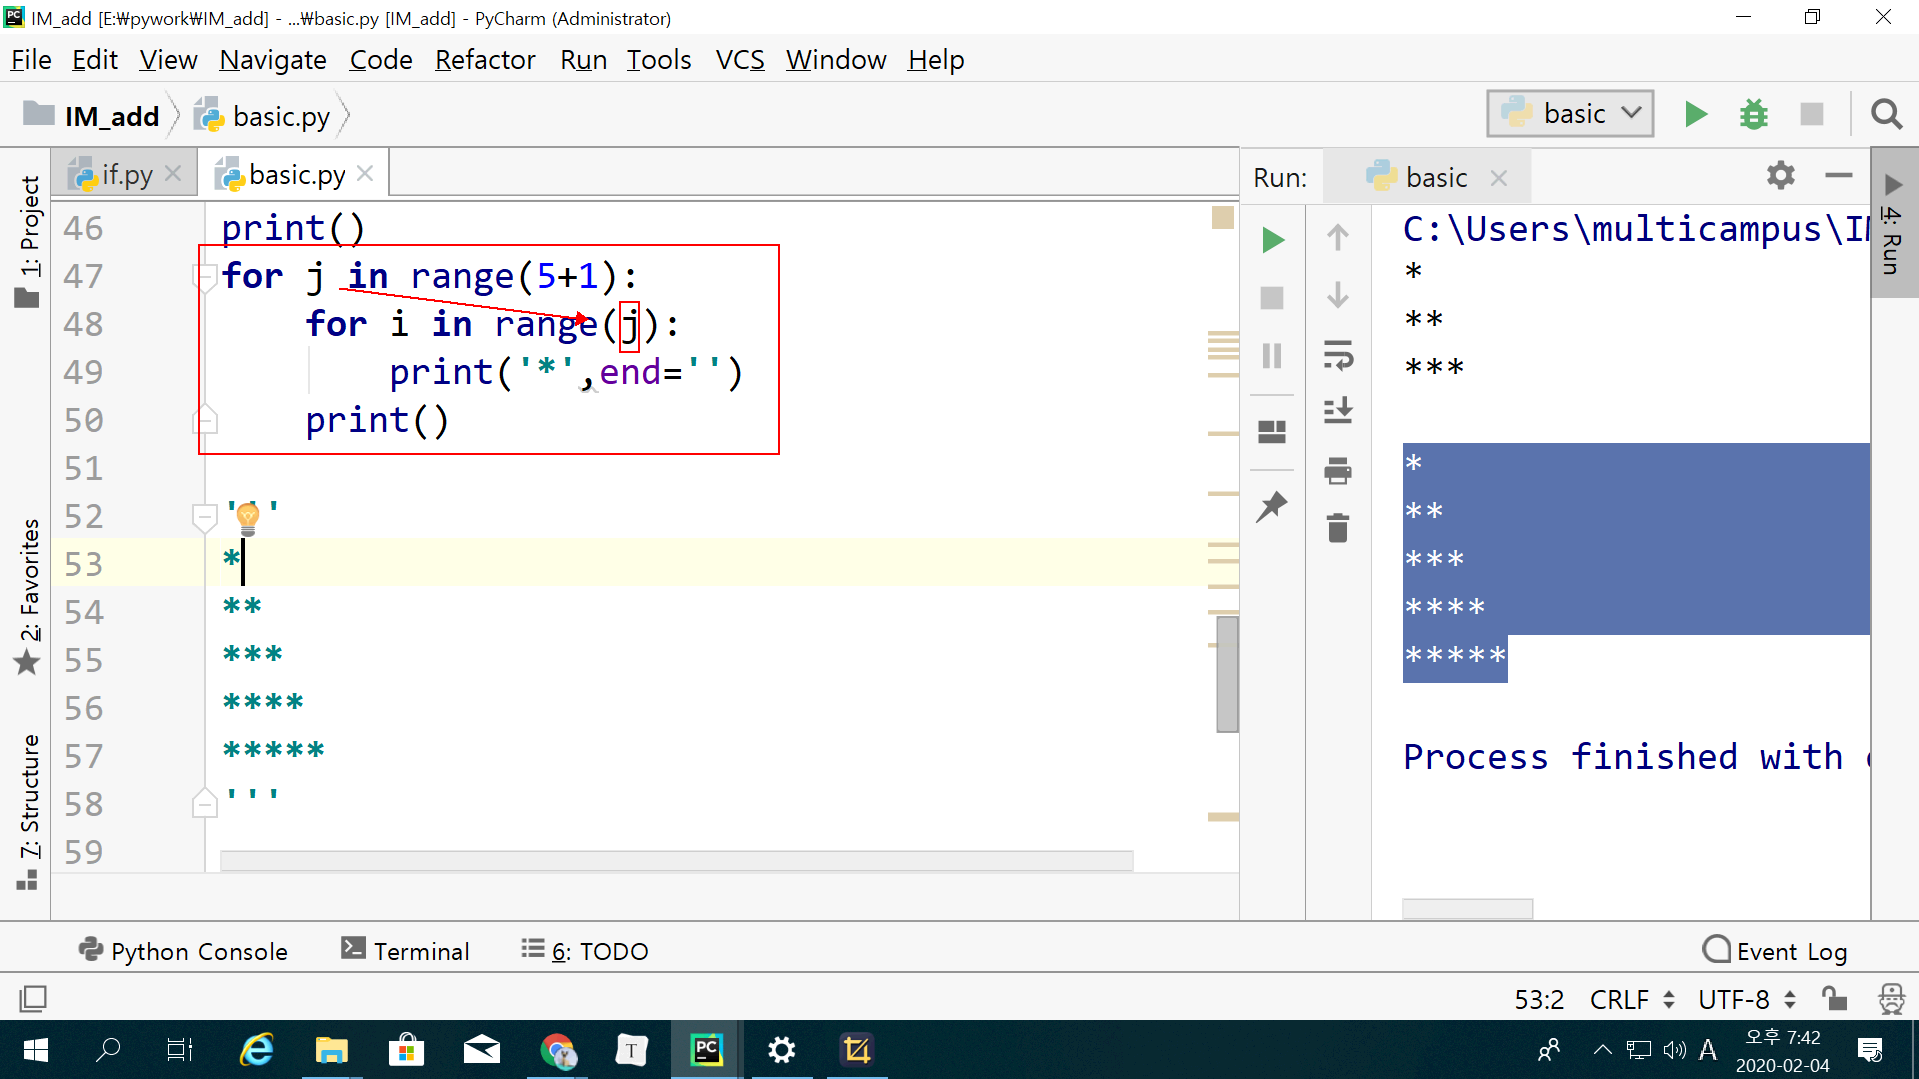 IM_add [E:₩pywork₩IM_add] - ...₩basic.py [IM_add] - PyCharm (Administrator)
File Edit View Navigate Code Refactor Run Tools VCS Window Help
IM_add basic.py
basic
if.py basic.py
Run: basic
1: Project
2: Favorites
7: Structure
4: Run
46 print()
47 for j in range(5+1):
48 for i in range(j):
49 print('*',end='')
50 print()
51
52 '''
53 *
54 **
55 ***
56 ****
57 *****
58 '''
59
C:\Users\multicampus\
*
**
***
*
**
***
****
*****
Process finished with
Python Console Terminal 6: TODO Event Log
53:2 CRLF UTF-8
PC
T
A
오후 7:42
2020-02-04